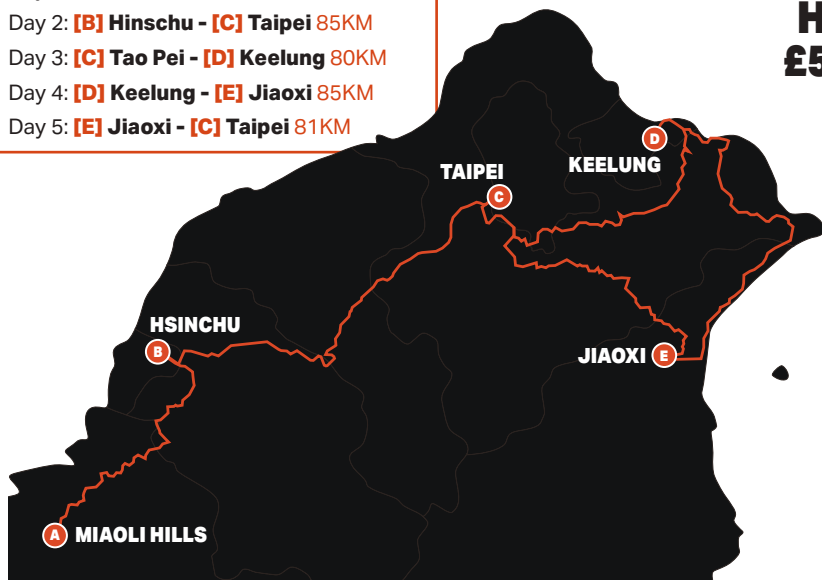 Day 2: [B] Hinschu - [C] Taipei 85KM
Day 3: [C] Tao Pei - [D] Keelung 80KM
Day 4: [D] Keelung - [E] Jiaoxi 85KM
Day 5: [E] Jiaoxi - [C] Taipei 81KM
H
£5
D
KEELUNG
TAIPEI
C
HSINCHU
B
JIAOXI E
A MIAOLI HILLS